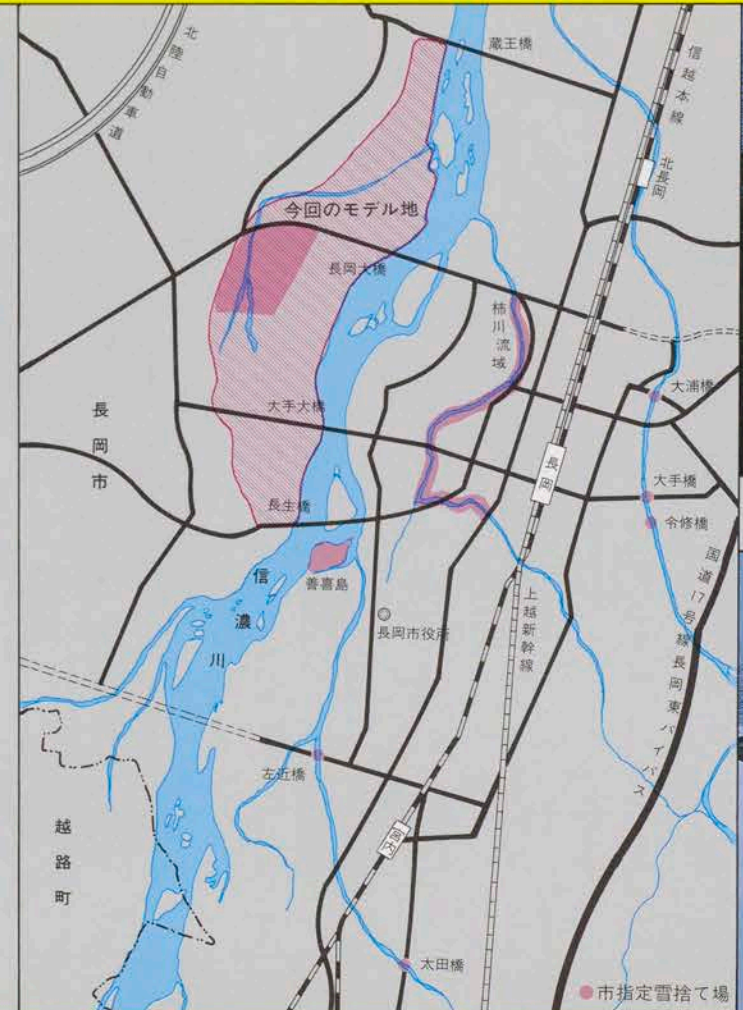 蔵王橋
北陸自動車道
信越本線
北長岡
今回のモデル地
長岡大橋
柿川流域
大浦橋
大手大橋
長岡市
長岡
大手橋
令修橋
長生橋
国道17号線長岡東バイパス
善喜島
信濃川
長岡市役所
上越新幹線
左近橋
越路町
宮内
太田橋
市指定雪捨て場